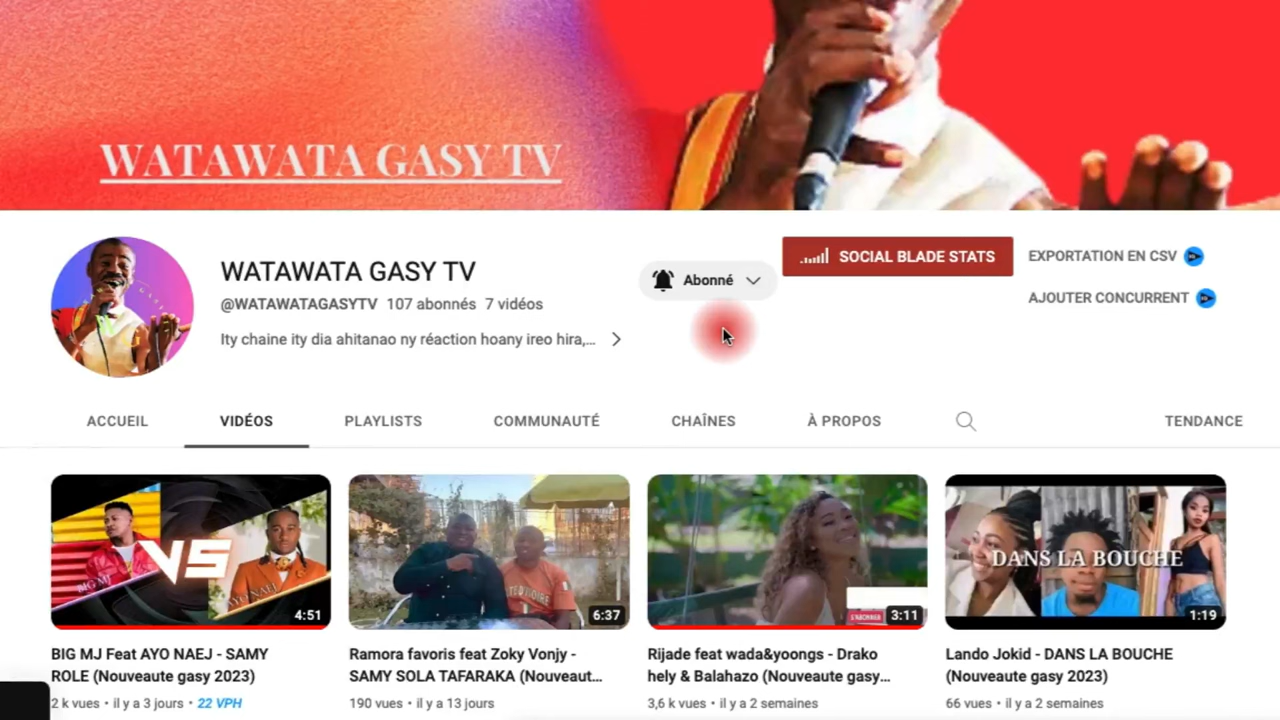 WATAWATA GASY TV
WATAWATA GASY TV
@WATAWATAGASYTV 107 abonnés 7 vidéos
Ity chaine ity dia ahitanao ny réaction hoany ireo hira,...
Abonné
SOCIAL BLADE STATS
EXPORTATION EN CSV
AJOUTER CONCURRENT
ACCUEIL VIDÉOS PLAYLISTS COMMUNAUTÉ CHAÎNES À PROPOS TENDANCE
BIG MJ
VS
AYO NAEJ
4:51
6:37
S'ABONNER
3:11
DANS LA BOUCHE
1:19
BIG MJ Feat AYO NAEJ - SAMY
ROLE (Nouveaute gasy 2023)
2 k vues • il y a 3 jours • 22 VPH
Ramora favoris feat Zoky Vonjy -
SAMY SOLA TAFARAKA (Nouveaut...
190 vues • il y a 13 jours
Rijade feat wada&yoongs - Drako
hely & Balahazo (Nouveaute gasy...
3,6 k vues • il y a 2 semaines
Lando Jokid - DANS LA BOUCHE
(Nouveaute gasy 2023)
66 vues • il y a 2 semaines